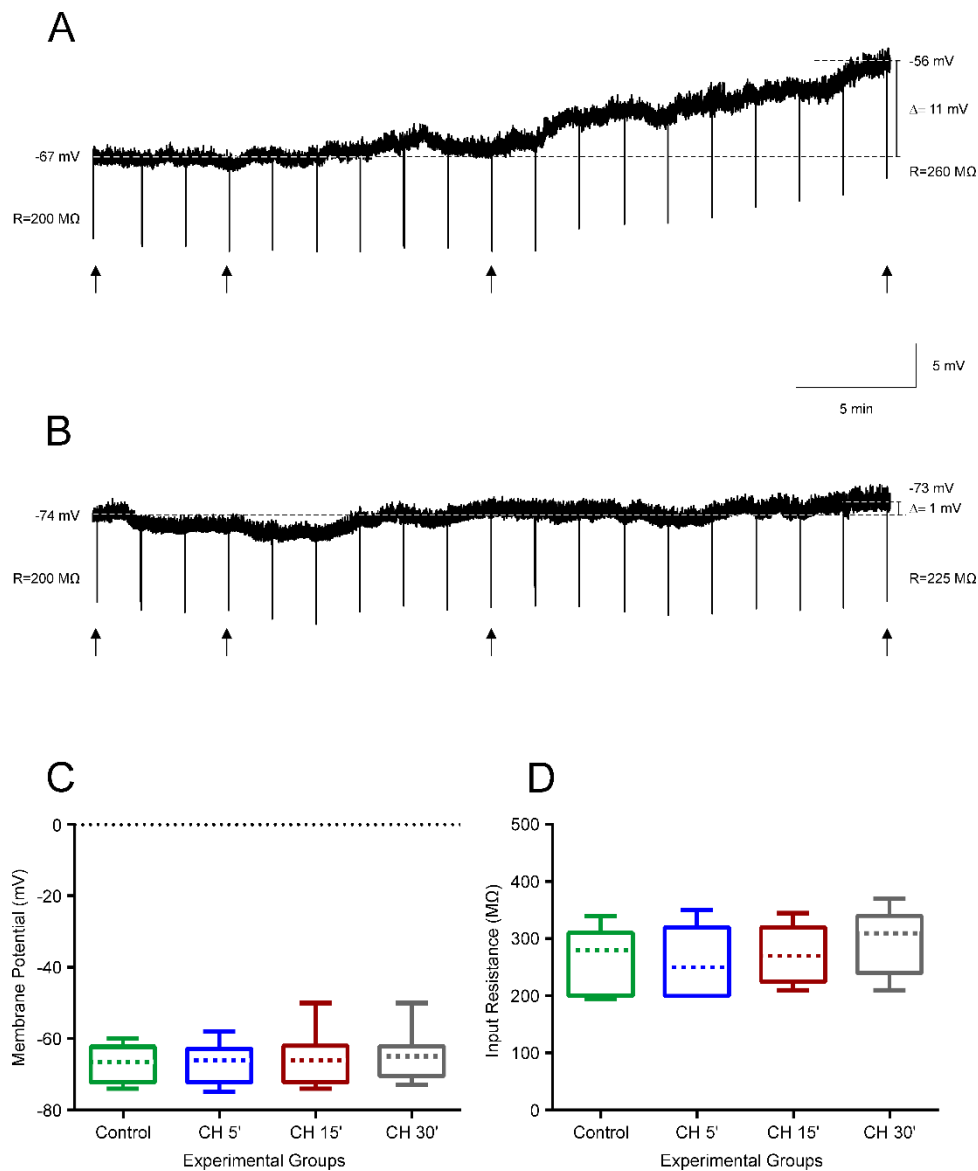 A
-56 mV
Δ= 11 mV
-67 mV
R=260 MΩ
R=200 MΩ
5 mV
5 min
B
-73 mV
-74 mV
Δ= 1 mV
R=200 MΩ
R=225 MΩ
C
D
0
-20
-40
-60
-80
Membrane Potential (mV)
Control
CH 5'
CH 15'
CH 30'
Experimental Groups
500
400
300
200
100
0
Input Resistance (MΩ)
Control
CH 5'
CH 15'
CH 30'
Experimental Groups